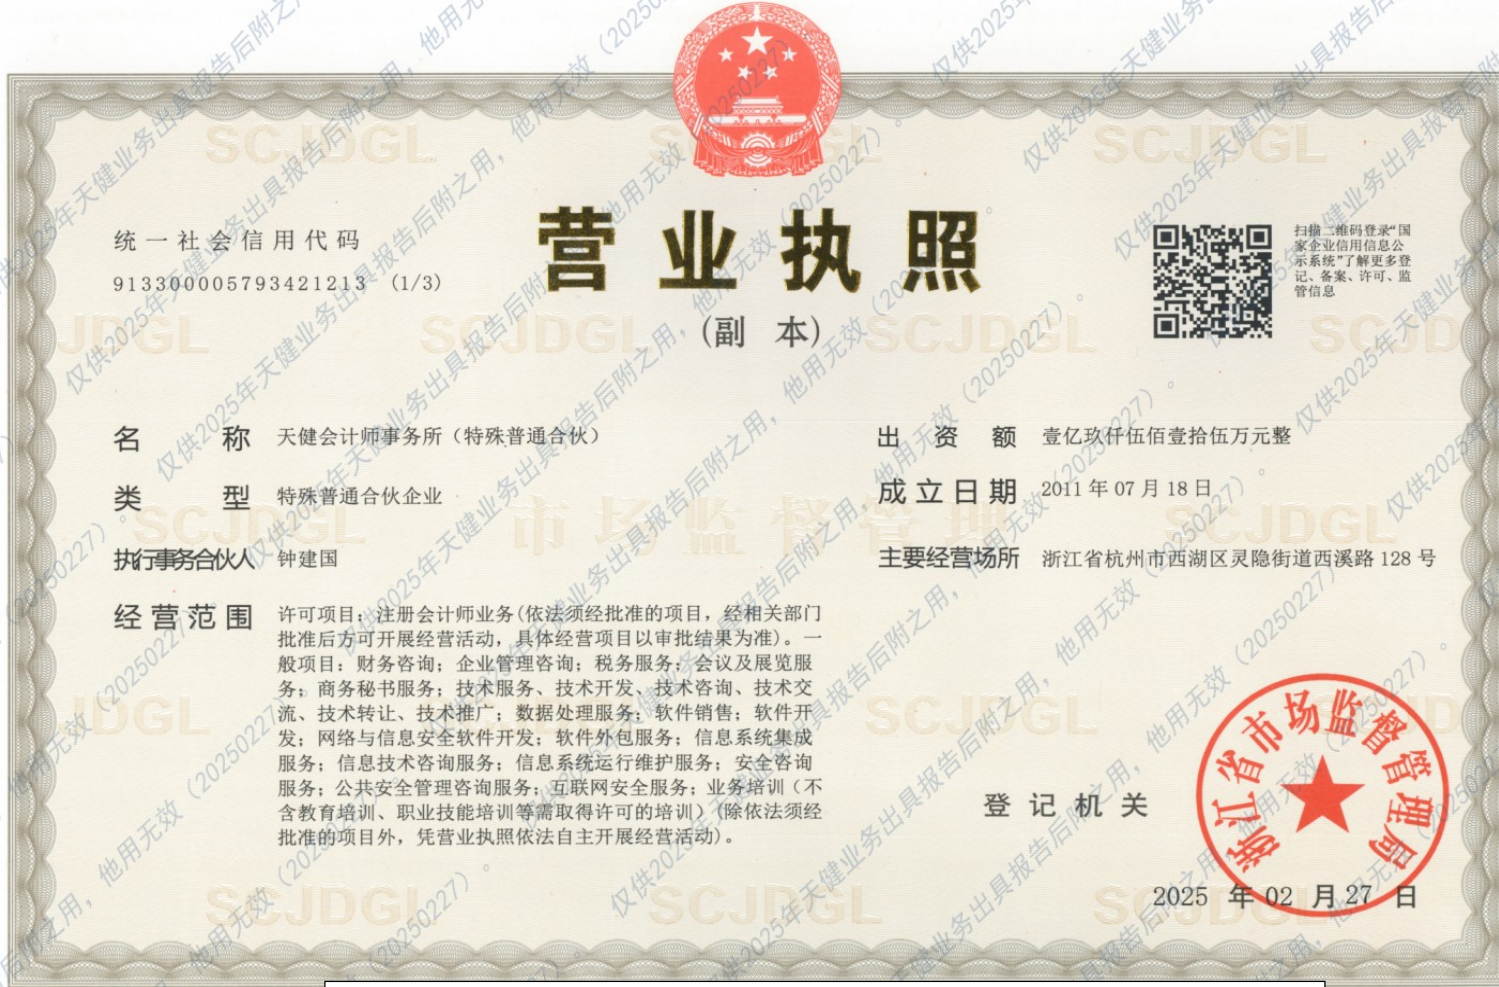 营业执照
(副 本)
统一社会信用代码
913300005793421213 (1/3)
扫描二维码登录“国
家企业信用信息公
示系统”了解更多登
记、备案、许可、监
管信息
名 称 天健会计师事务所（特殊普通合伙）
类 型 特殊普通合伙企业
执行事务合伙人 钟建国
经营范围 许可项目：注册会计师业务(依法须经批准的项目，经相关部门
批准后方可开展经营活动，具体经营项目以审批结果为准)。一
般项目：财务咨询；企业管理咨询；税务服务；会议及展览服
务；商务秘书服务；技术服务、技术开发、技术咨询、技术交
流、技术转让、技术推广；数据处理服务；软件销售；软件开
发；网络与信息安全软件开发；软件外包服务；信息系统集成
服务；信息技术咨询服务；信息系统运行维护服务；安全咨询
服务；公共安全管理咨询服务；互联网安全服务；业务培训（不
含教育培训、职业技能培训等需取得许可的培训）(除依法须经
批准的项目外，凭营业执照依法自主开展经营活动)。
出 资 额 壹亿玖仟伍佰壹拾伍万元整
成立日期 2011 年 07 月 18 日
主要经营场所 浙江省杭州市西湖区灵隐街道西溪路 128 号
登记机关
浙江省市场监督管理局
2025 年 02 月 27 日
SCJDGL
市场监督管理
仅供2025年天健业务出具报告后附之用，他用无效（20250227）。